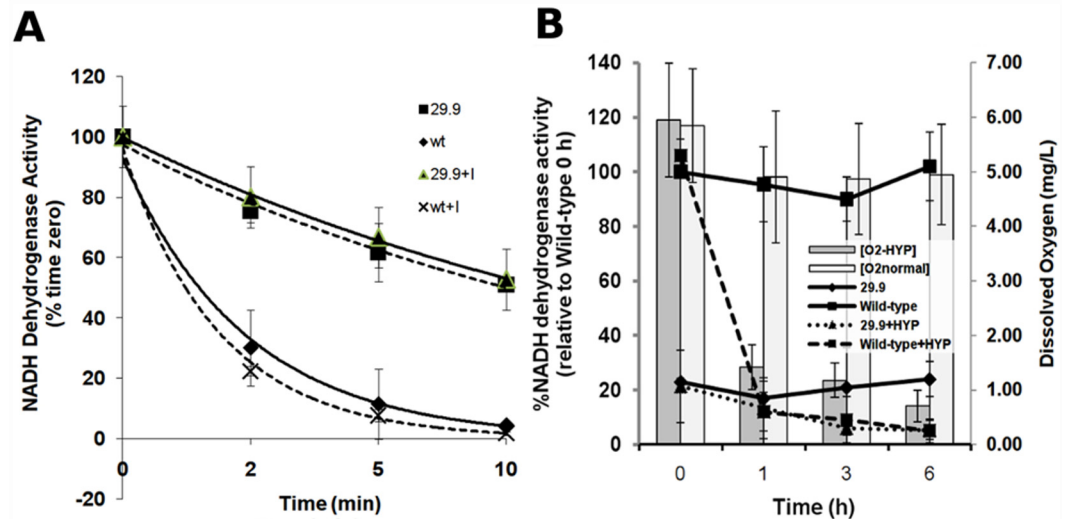 A
NADH Dehydrogenase Activity
(% time zero)
120
100
80
60
40
20
0
-20
0
2
5
10
Time (min)
29.9
wt
29.9+I
wt+I
B
%NADH dehydrogenase activity
(relative to Wild-type 0 h)
140
120
100
80
60
40
20
0
0
1
3
6
Time (h)
[O2-HYP]
[O2normal]
29.9
Wild-type
29.9+HYP
Wild-type+HYP
7.00
6.00
5.00
4.00
3.00
2.00
1.00
0.00
Dissolved Oxygen (mg/L)